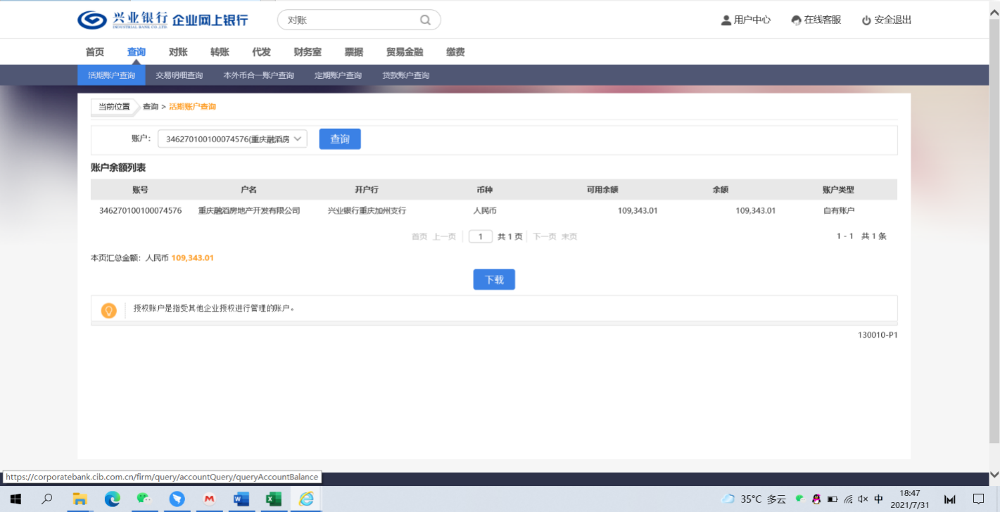 兴业银行 企业网上银行 对账 用户中心 在线客服 安全退出
INDUSTRIAL BANK CO.,LTD.
首页 查询 对账 转账 代发 财务室 票据 贸易金融 缴费
活期账户查询 交易明细查询 本外币合一账户查询 定期账户查询 贷款账户查询
当前位置 查询 > 活期账户查询
账户: 346270100100074576(重庆融滔房 查询
账户余额列表
账号 户名 开户行 币种 可用余额 余额 账户类型
346270100100074576 重庆融滔房地产开发有限公司 兴业银行重庆加州支行 人民币 109,343.01 109,343.01 自有账户
首页 上一页 1 共 1 页 下一页 末页 1 - 1 共 1 条
本页汇总金额: 人民币 109,343.01
下载
授权账户是指受其他企业授权进行管理的账户。
130010-P1
https://corporatebank.cib.com.cn/firm/query/accountQuery/queryAccountBalance
35°C 多云 中 18:47
2021/7/31